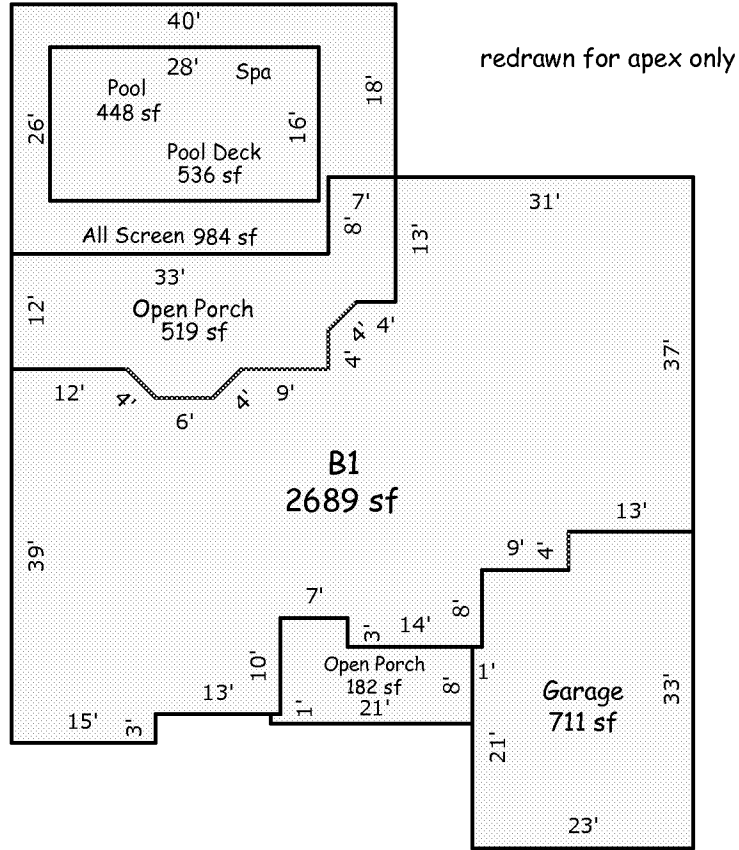 40'
redrawn for apex only
28'
Spa
Pool
448 sf
18'
26'
16'
Pool Deck
536 sf
7'
31'
8'
13'
All Screen 984 sf
33'
12'
Open Porch
519 sf
4'
4'
4'
37'
12'
4'
6'
4'
9'
B1
2689 sf
13'
9'
4'
39'
7'
8'
3'
14'
10'
Open Porch
182 sf
8'
1'
13'
1'
21'
Garage
711 sf
33'
15'
3'
21'
23'